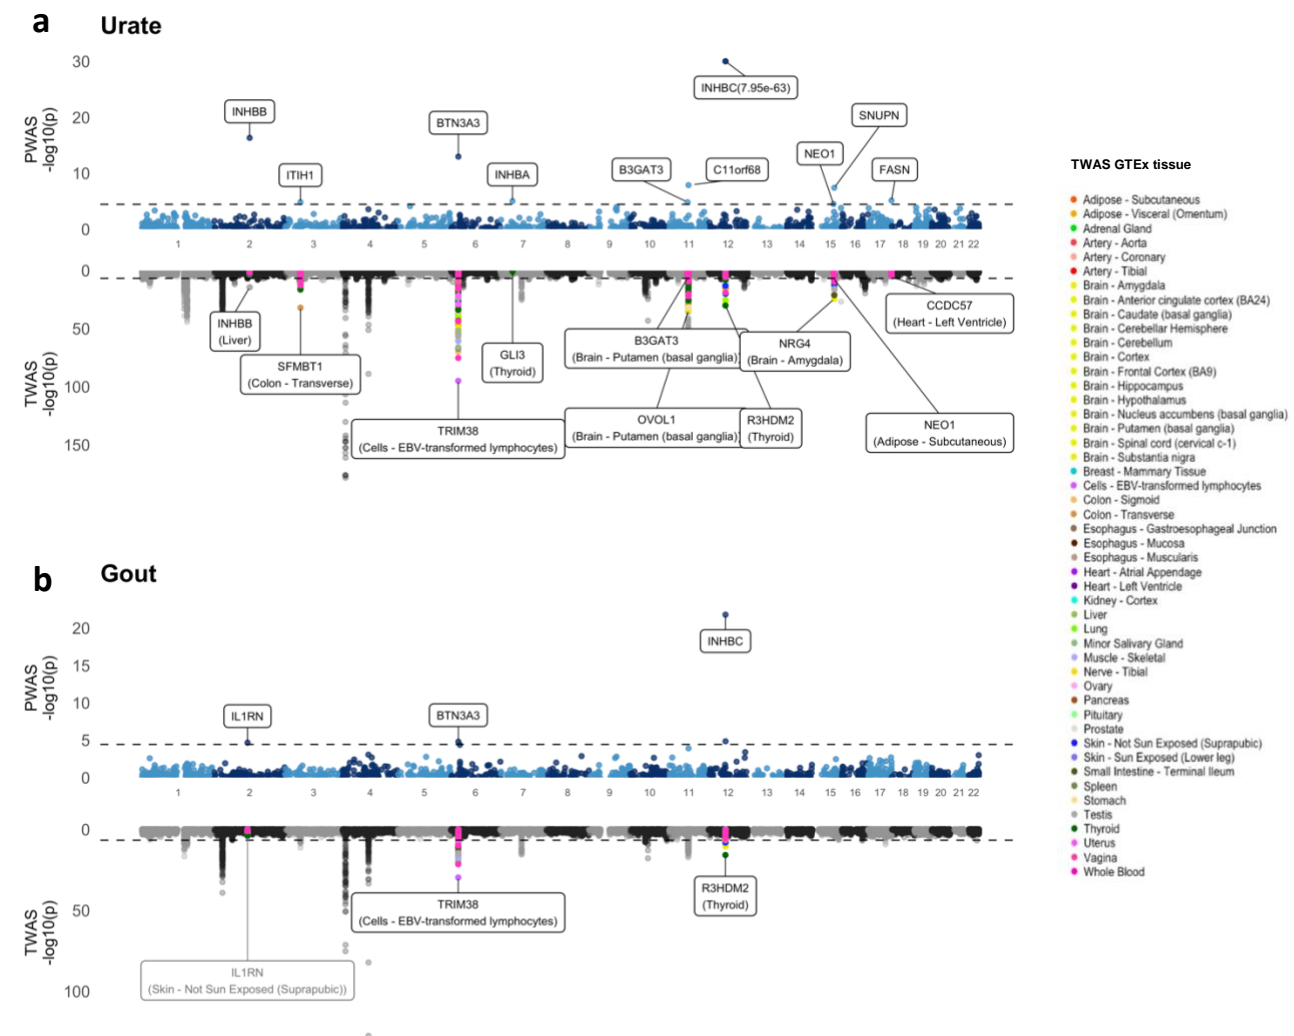 a
Urate
PWAS
-log10(p)
30
20
10
0
INHBB
ITIH1
BTN3A3
INHBA
B3GAT3
C11orf68
INHBC(7.95e-63)
NEO1
SNUPN
FASN
1 2 3 4 5 6 7 8 9 10 11 12 13 14 15 16 17 18 19 20 21 22
TWAS
-log10(p)
0
50
100
150
INHBB
(Liver)
SFMBT1
(Colon - Transverse)
TRIM38
(Cells - EBV-transformed lymphocytes)
GLI3
(Thyroid)
B3GAT3
(Brain - Putamen (basal ganglia)
OVOL1
(Brain - Putamen (basal ganglia)
NRG4
(Brain - Amygdala)
R3HDM2
(Thyroid)
CCDC57
(Heart - Left Ventricle)
NEO1
(Adipose - Subcutaneous)
b
Gout
PWAS
-log10(p)
20
15
10
5
0
IL1RN
BTN3A3
INHBC
1 2 3 4 5 6 7 8 9 10 11 12 13 14 15 16 17 18 19 20 21 22
TWAS
-log10(p)
0
50
100
IL1RN
(Skin - Not Sun Exposed (Suprapubic))
TRIM38
(Cells - EBV-transformed lymphocytes)
R3HDM2
(Thyroid)
TWAS GTEx tissue
Adipose - Subcutaneous
Adipose - Visceral (Omentum)
Adrenal Gland
Artery - Aorta
Artery - Coronary
Artery - Tibial
Brain - Amygdala
Brain - Anterior cingulate cortex (BA24)
Brain - Caudate (basal ganglia)
Brain - Cerebellar Hemisphere
Brain - Cerebellum
Brain - Cortex
Brain - Frontal Cortex (BA9)
Brain - Hippocampus
Brain - Hypothalamus
Brain - Nucleus accumbens (basal ganglia)
Brain - Putamen (basal ganglia)
Brain - Spinal cord (cervical c-1)
Brain - Substantia nigra
Breast - Mammary Tissue
Cells - EBV-transformed lymphocytes
Colon - Sigmoid
Colon - Transverse
Esophagus - Gastroesophageal Junction
Esophagus - Mucosa
Esophagus - Muscularis
Heart - Atrial Appendage
Heart - Left Ventricle
Kidney - Cortex
Liver
Lung
Minor Salivary Gland
Muscle - Skeletal
Nerve - Tibial
Ovary
Pancreas
Pituitary
Prostate
Skin - Not Sun Exposed (Suprapubic)
Skin - Sun Exposed (Lower leg)
Small Intestine - Terminal Ileum
Spleen
Stomach
Testis
Thyroid
Uterus
Vagina
Whole Blood